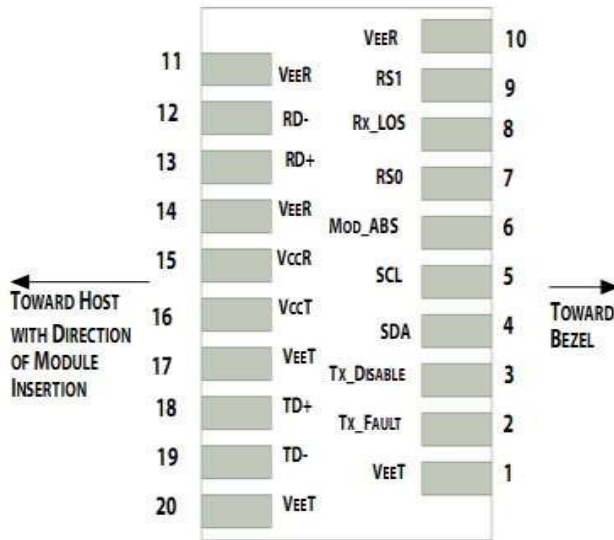 VEER 10
11 VEER
RS1 9
12 RD-
RX_LOS 8
13 RD+
RS0 7
14 VEER
MOD_ABS 6
15 VCCR
SCL 5
TOWARD HOST
WITH DIRECTION
OF MODULE
INSERTION
TOWARD
BEZEL
16 VCCT
SDA 4
17 VEET
TX_DISABLE 3
18 TD+
TX_FAULT 2
19 TD-
VEET 1
20 VEET